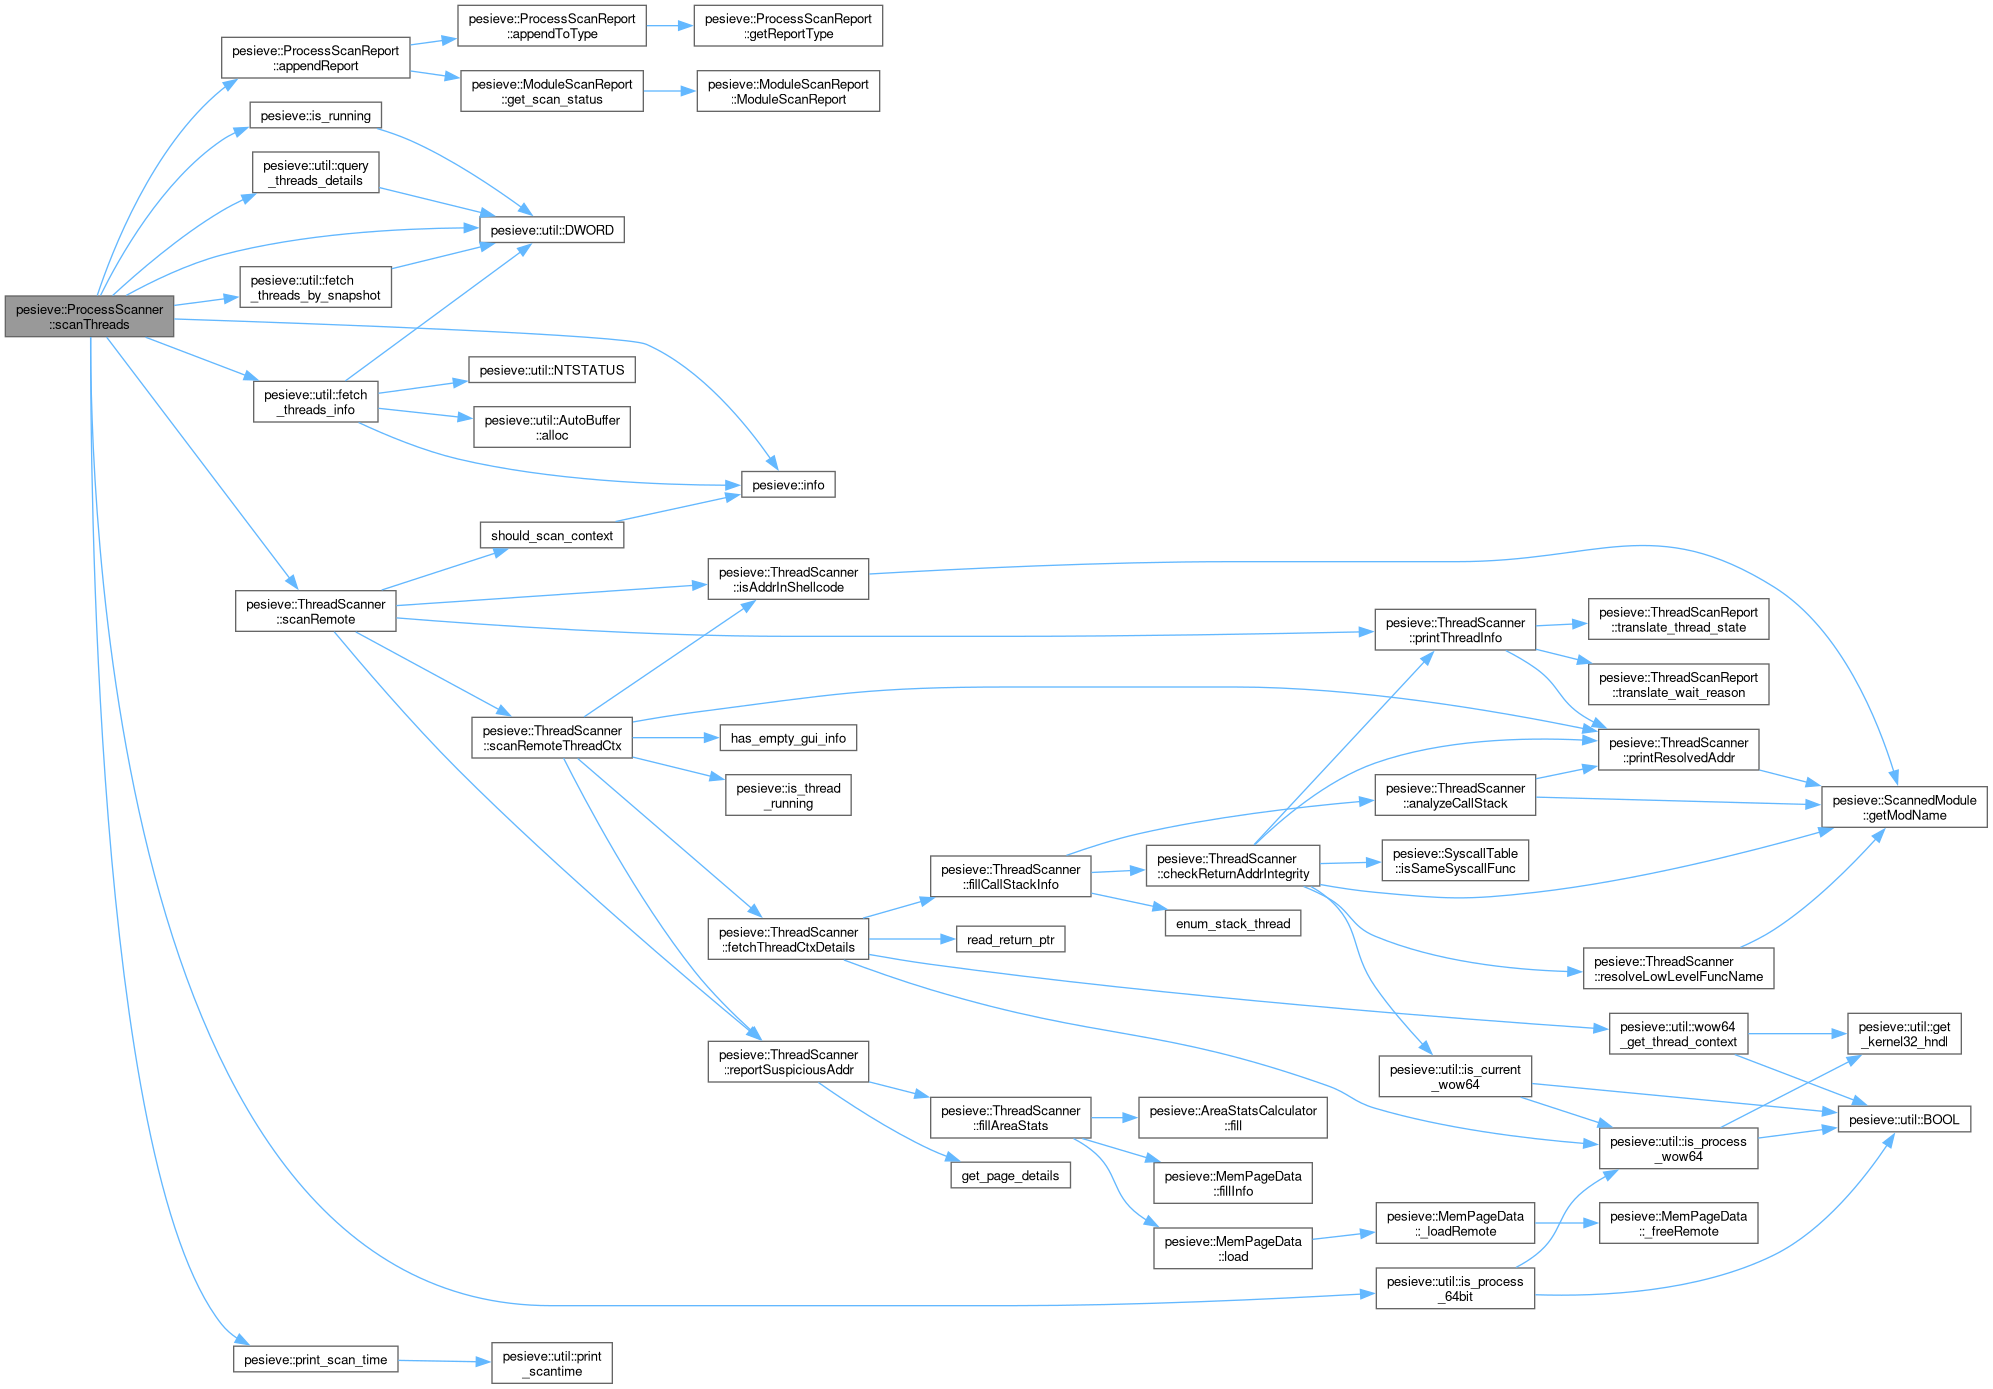 pesieve::ProcessScanner
::scanThreads
pesieve::ProcessScanReport
::appendReport
pesieve::ProcessScanReport
::appendToType
pesieve::ProcessScanReport
::getReportType
pesieve::ModuleScanReport
::get_scan_status
pesieve::ModuleScanReport
::ModuleScanReport
pesieve::is_running
pesieve::util::query
_threads_details
pesieve::util::DWORD
pesieve::util::fetch
_threads_by_snapshot
pesieve::util::fetch
_threads_info
pesieve::util::NTSTATUS
pesieve::util::AutoBuffer
::alloc
pesieve::info
should_scan_context
pesieve::ThreadScanner
::scanRemote
pesieve::ThreadScanner
::isAddrInShellcode
pesieve::ThreadScanner
::printThreadInfo
pesieve::ThreadScanReport
::translate_thread_state
pesieve::ThreadScanReport
::translate_wait_reason
pesieve::ThreadScanner
::scanRemoteThreadCtx
has_empty_gui_info
pesieve::is_thread
_running
pesieve::ThreadScanner
::printResolvedAddr
pesieve::ThreadScanner
::analyzeCallStack
pesieve::ScannedModule
::getModName
pesieve::ThreadScanner
::fillCallStackInfo
pesieve::ThreadScanner
::checkReturnAddrIntegrity
pesieve::SyscallTable
::isSameSyscallFunc
enum_stack_thread
pesieve::ThreadScanner
::fetchThreadCtxDetails
read_return_ptr
pesieve::ThreadScanner
::resolveLowLevelFuncName
pesieve::util::wow64
_get_thread_context
pesieve::util::get
_kernel32_hndl
pesieve::ThreadScanner
::reportSuspiciousAddr
pesieve::util::is_current
_wow64
pesieve::ThreadScanner
::fillAreaStats
pesieve::AreaStatsCalculator
::fill
pesieve::util::BOOL
pesieve::util::is_process
_wow64
get_page_details
pesieve::MemPageData
::fillInfo
pesieve::MemPageData
::load
pesieve::MemPageData
::_loadRemote
pesieve::MemPageData
::_freeRemote
pesieve::util::is_process
_64bit
pesieve::print_scan_time
pesieve::util::print
_scantime